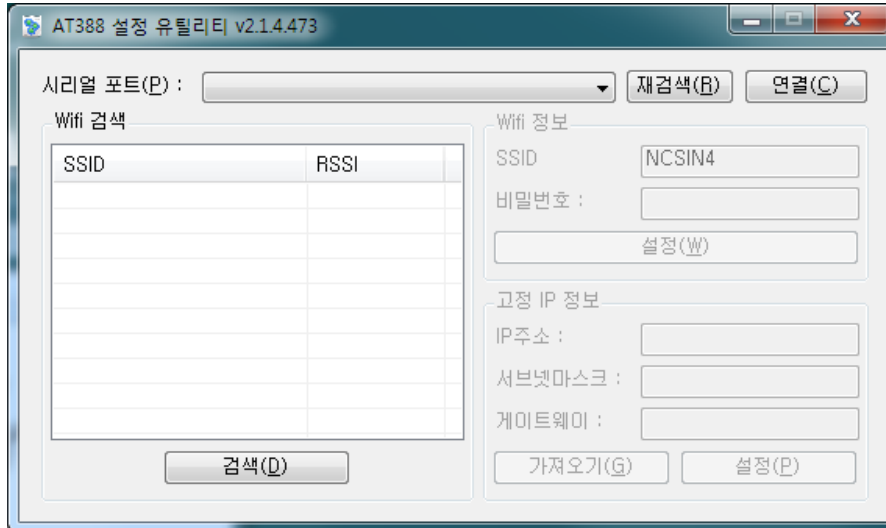 AT388 설정 유틸리티 v2.1.4.473
시리얼 포트(P) : 재검색(R) 연결(C)
Wifi 검색
SSID RSSI
검색(D)
Wifi 정보
SSID NCSIN4
비밀번호 :
설정(W)
고정 IP 정보
IP주소 :
서브넷마스크 :
게이트웨이 :
가져오기(G) 설정(P)